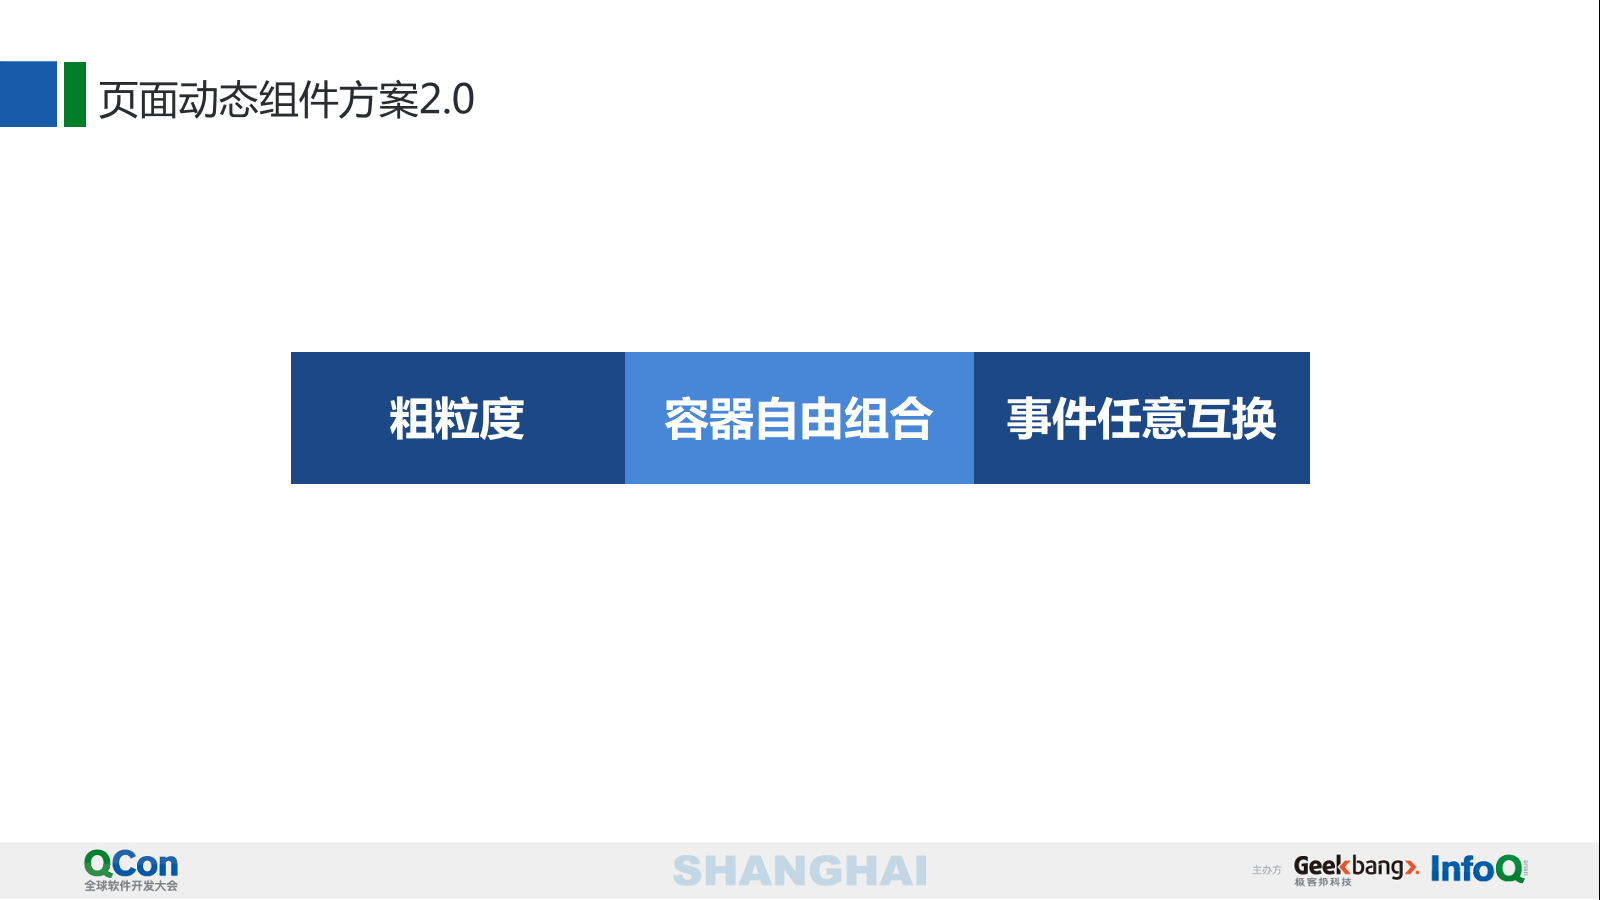 页面动态组件方案2.0
粗粒度
容器自由组合
事件任意互换
QCon
全球软件开发大会
SHANGHAI
主办方
Geekbang
极客邦科技
InfoQ